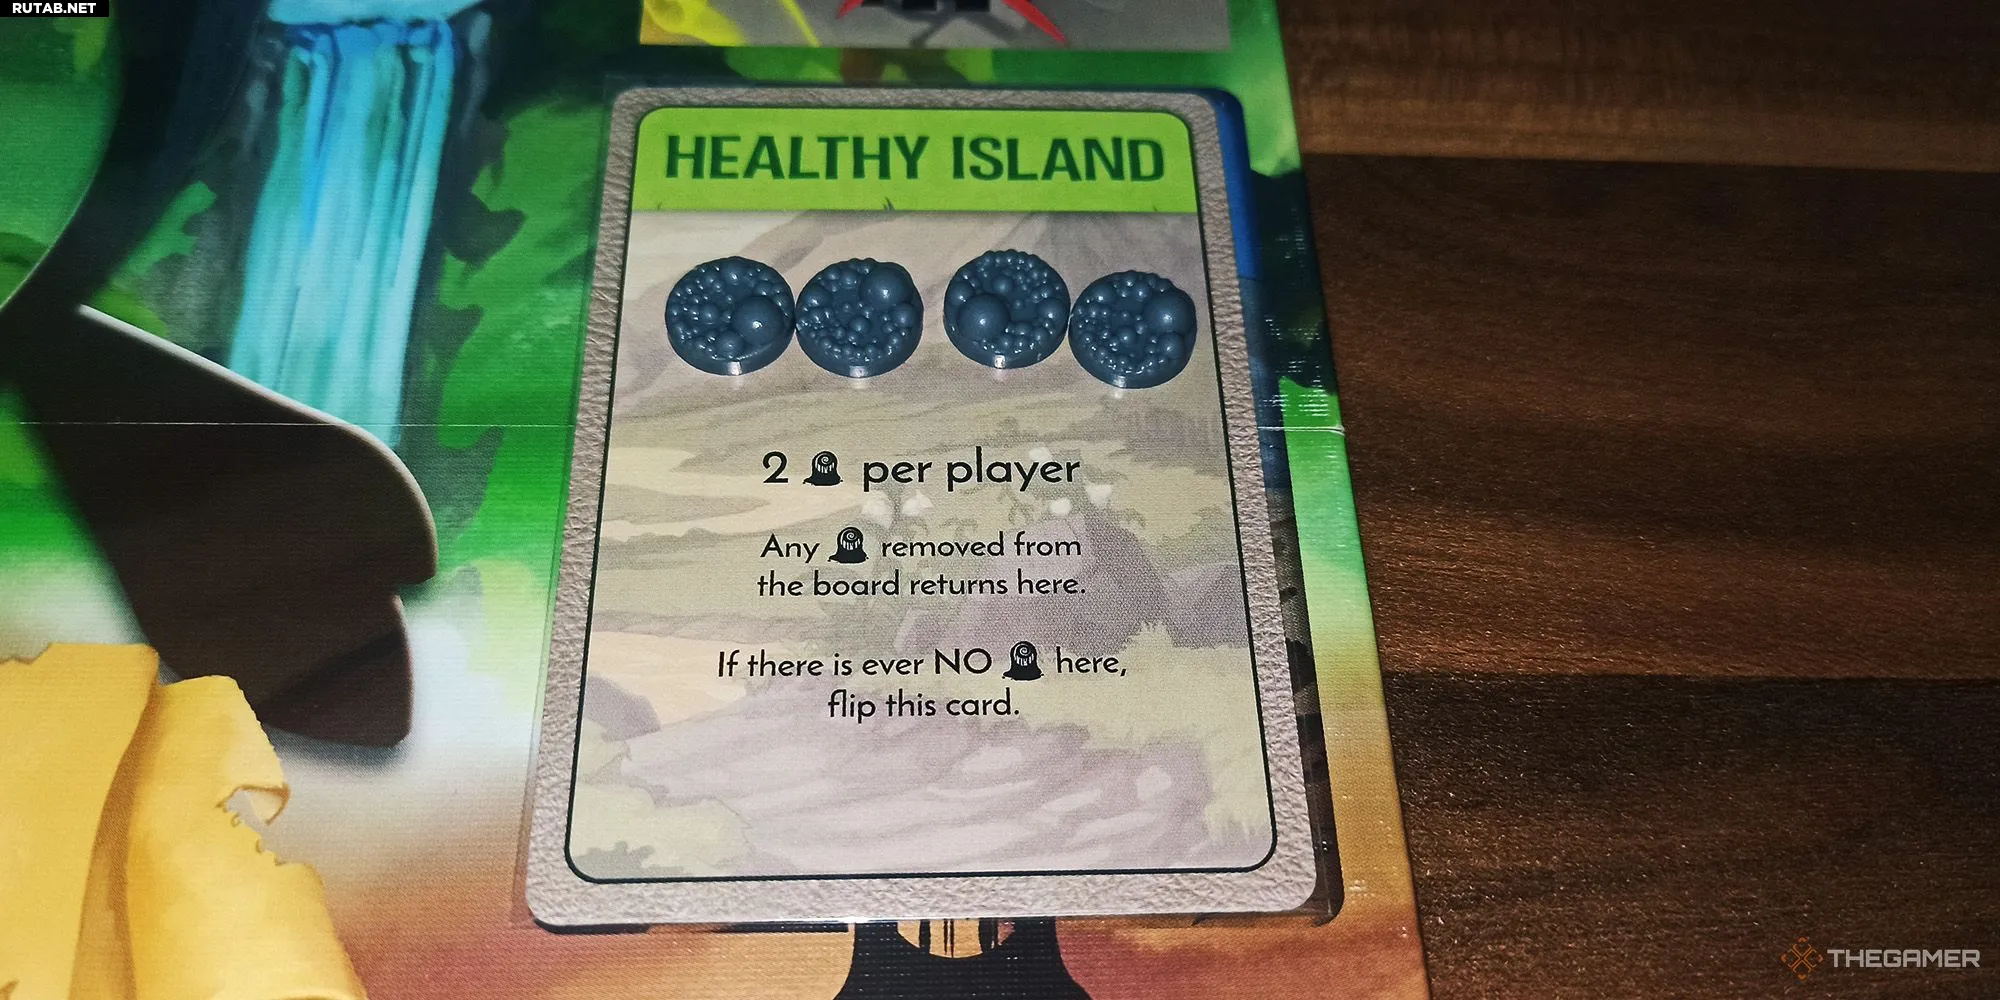 RUTAB.NET
HEALTHY ISLAND
2 per player
Any removed from
the board returns here.
If there is ever NO here,
flip this card.
THEGAMER